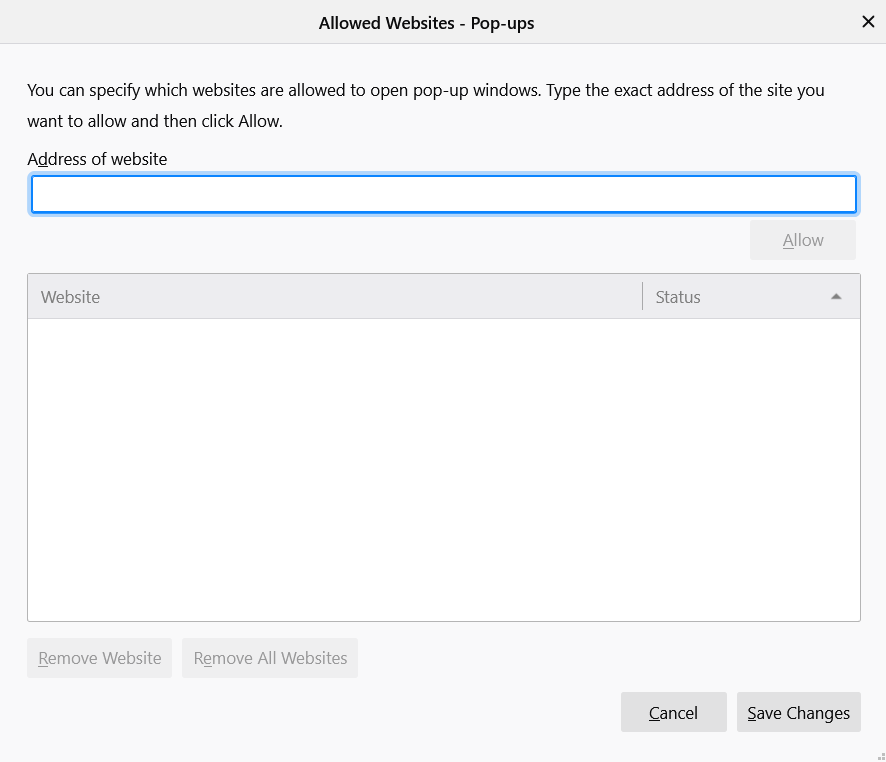 Allowed Websites - Pop-ups
You can specify which websites are allowed to open pop-up windows. Type the exact address of the site you
want to allow and then click Allow.
Address of website
Allow
Website Status
Remove Website Remove All Websites
Cancel Save Changes